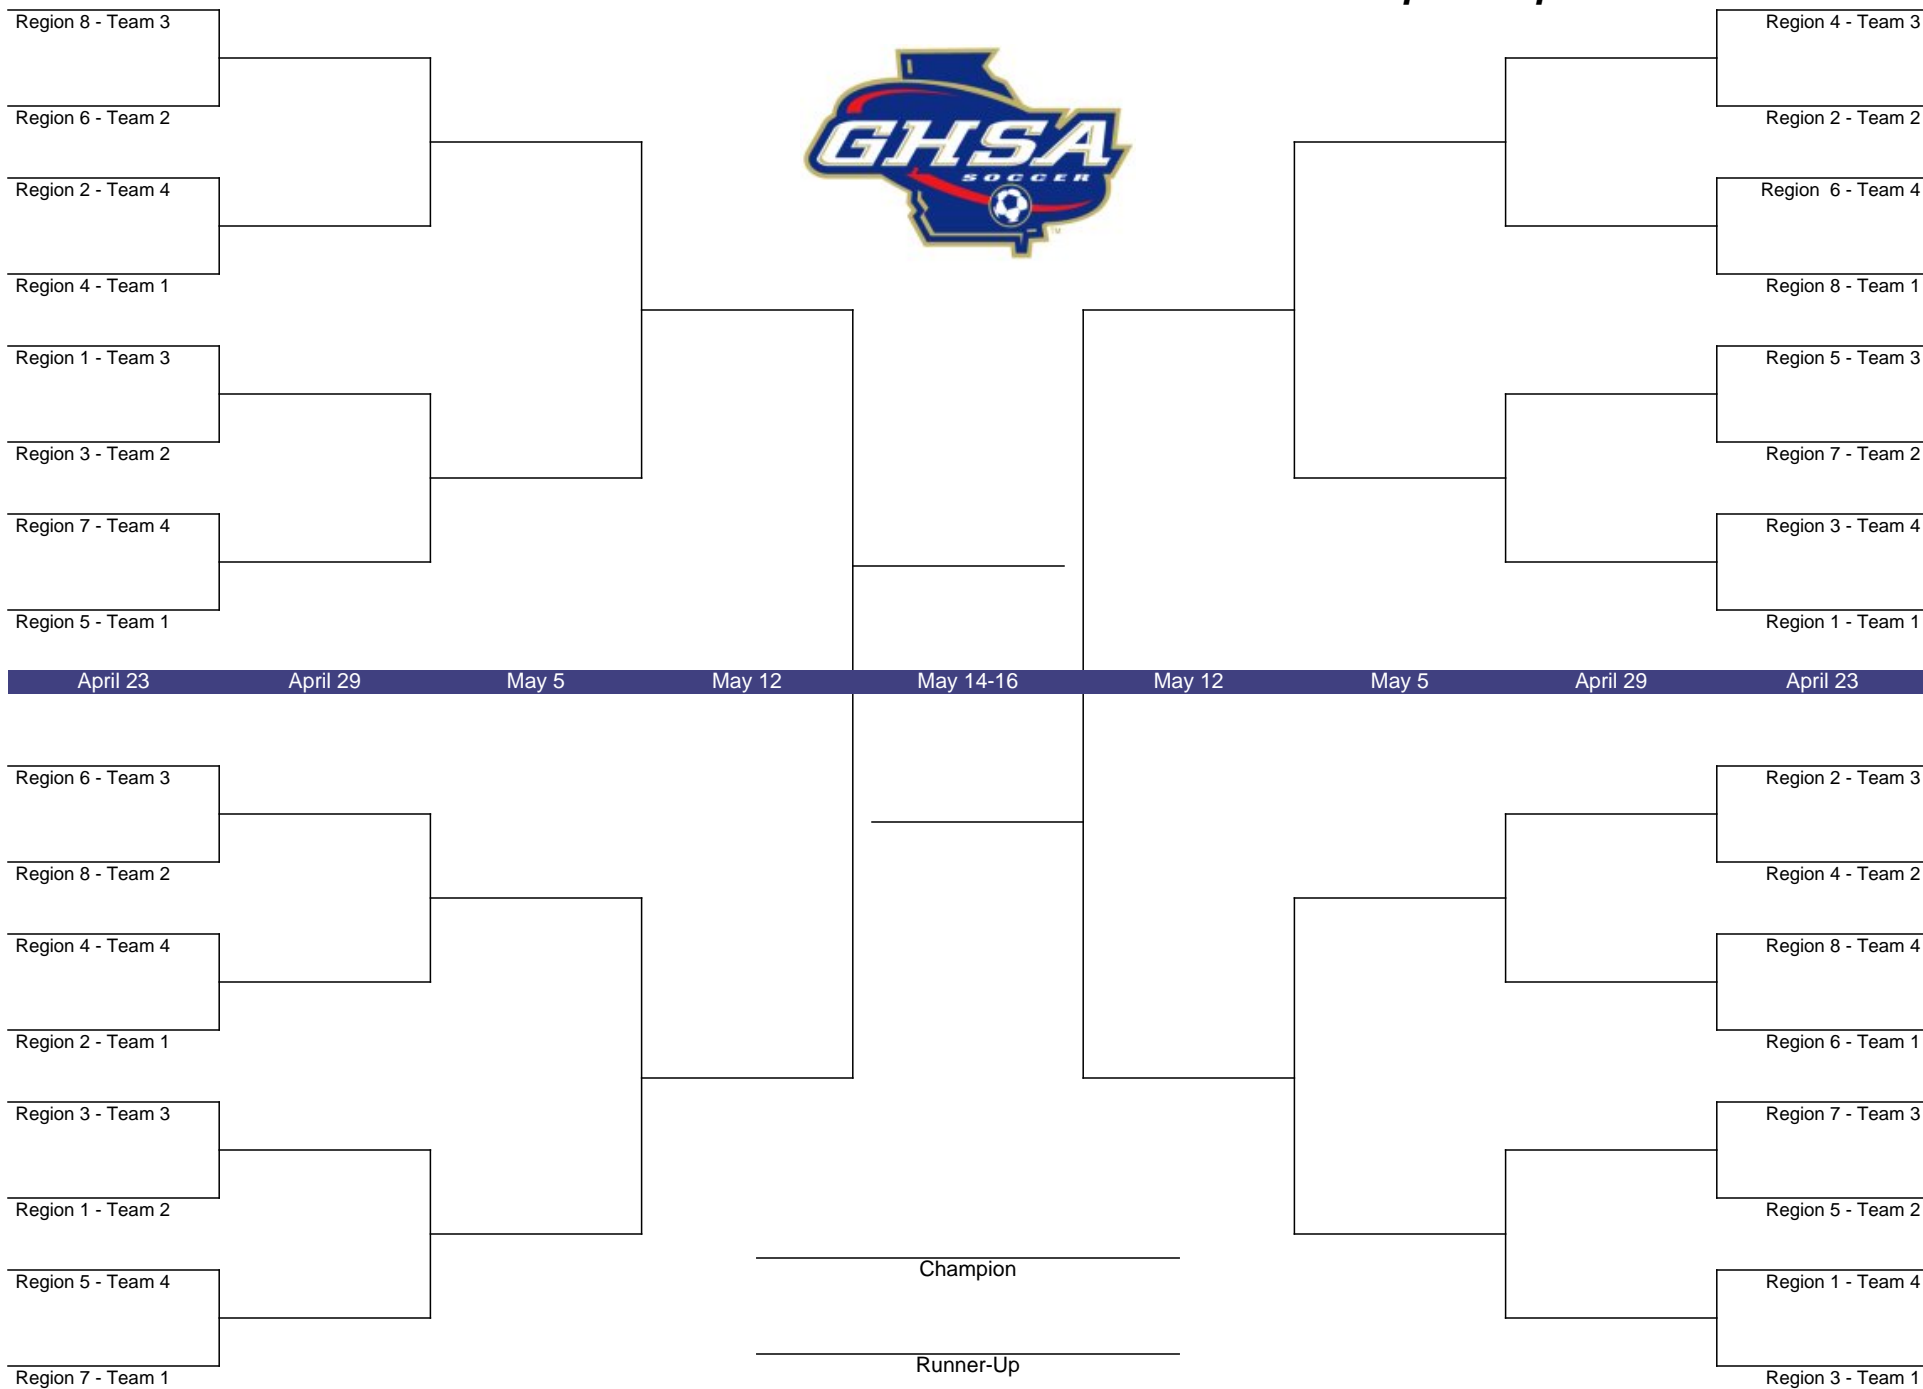 Region 8 - Team 3
Region 6 - Team 2
Region 2 - Team 4
Region 4 - Team 1
Region 1 - Team 3
Region 3 - Team 2
Region 7 - Team 4
Region 5 - Team 1
GHSA
SOCCER
TM
Region 4 - Team 3
Region 2 - Team 2
Region  6 - Team 4
Region 8 - Team 1
Region 5 - Team 3
Region 7 - Team 2
Region 3 - Team 4
Region 1 - Team 1
April 23 April 29 May 5 May 12 May 14-16 May 12 May 5 April 29 April 23
Region 6 - Team 3
Region 8 - Team 2
Region 4 - Team 4
Region 2 - Team 1
Region 3 - Team 3
Region 1 - Team 2
Region 5 - Team 4
Region 7 - Team 1
Champion
Runner-Up
Region 2 - Team 3
Region 4 - Team 2
Region 8 - Team 4
Region 6 - Team 1
Region 7 - Team 3
Region 5 - Team 2
Region 1 - Team 4
Region 3 - Team 1